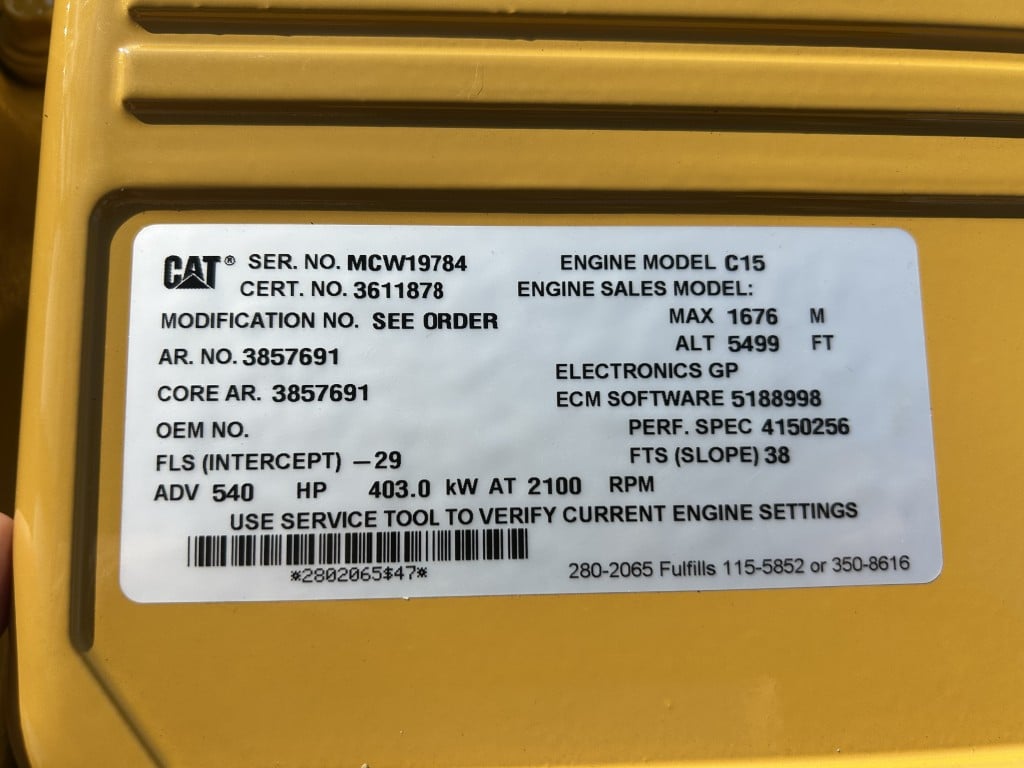 CAT® SER. NO. MCW19784 ENGINE MODEL C15
CERT. NO. 3611878 ENGINE SALES MODEL:
MODIFICATION NO. SEE ORDER MAX 1676 M
ALT 5499 FT
AR. NO. 3857691 ELECTRONICS GP
CORE AR. 3857691 ECM SOFTWARE 5188998
OEM NO. PERF. SPEC 4150256
FLS (INTERCEPT) –29 FTS (SLOPE) 38
ADV 540 HP 403.0 kW AT 2100 RPM
USE SERVICE TOOL TO VERIFY CURRENT ENGINE SETTINGS
*2802065$47* 280-2065 Fulfills 115-5852 or 350-8616